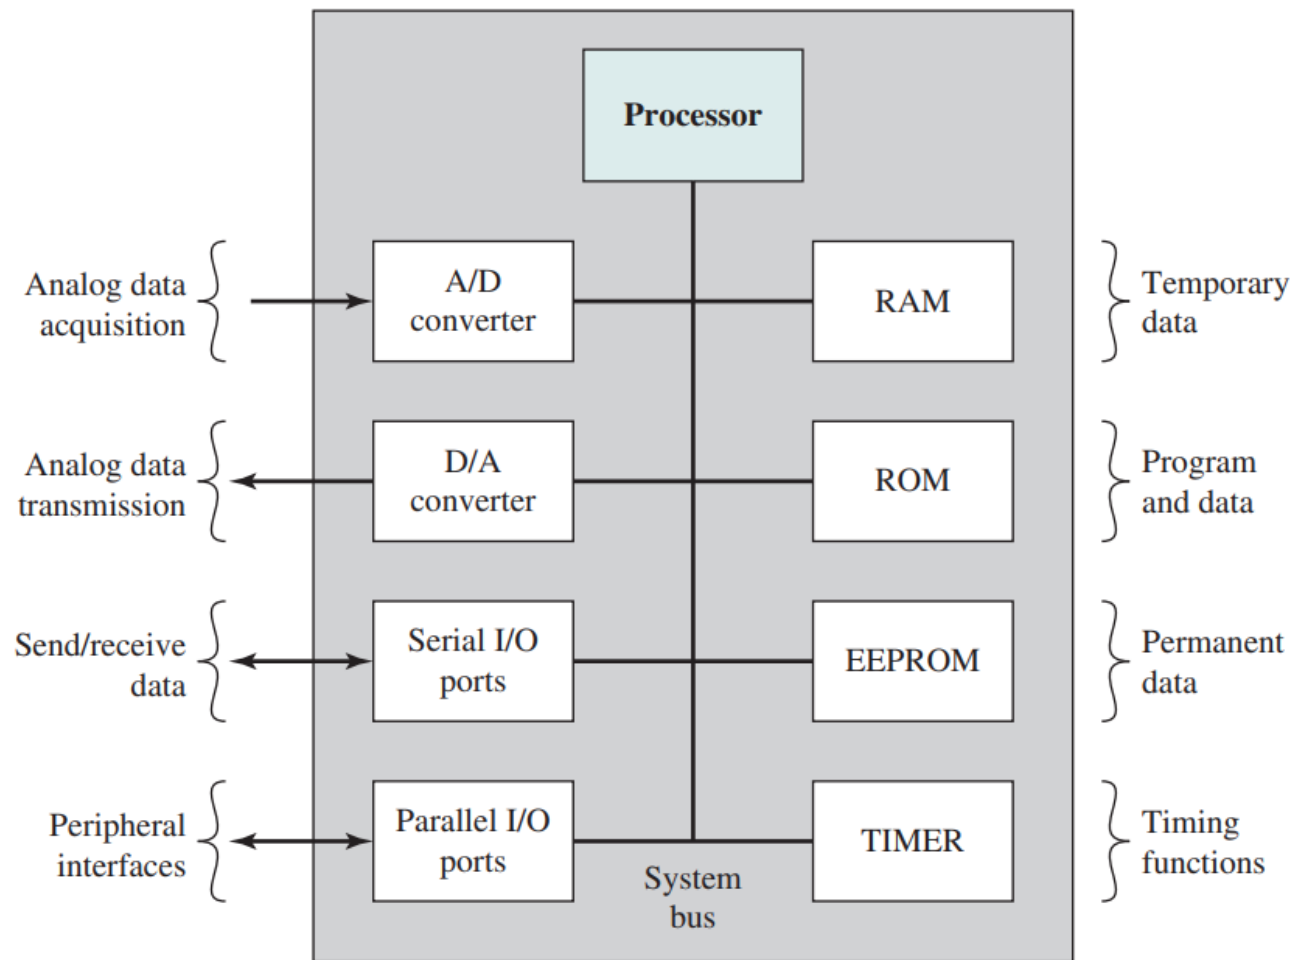 Processor
Analog data
acquisition
A/D
converter
RAM
Temporary
data
Analog data
transmission
D/A
converter
ROM
Program
and data
Send/receive
data
Serial I/O
ports
EEPROM
Permanent
data
Peripheral
interfaces
Parallel I/O
ports
System
bus
TIMER
Timing
functions